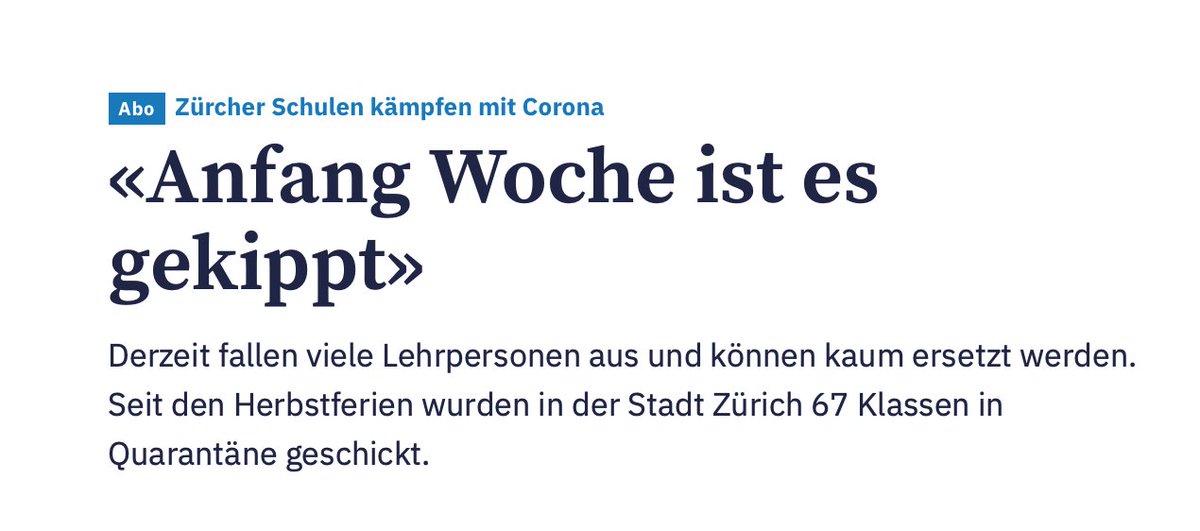 Abo Zürcher Schulen kämpfen mit Corona
«Anfang Woche ist es
gekippt»
Derzeit fallen viele Lehrpersonen aus und können kaum ersetzt werden.
Seit den Herbstferien wurden in der Stadt Zürich 67 Klassen in
Quarantäne geschickt.